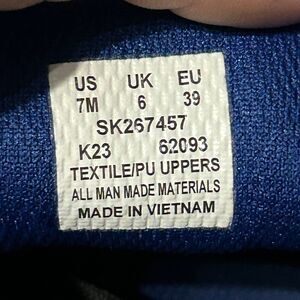 US UK EU
7M 6 39
SK267457
K23 62093
TEXTILE/PU UPPERS
ALL MAN MADE MATERIALS
MADE IN VIETNAM